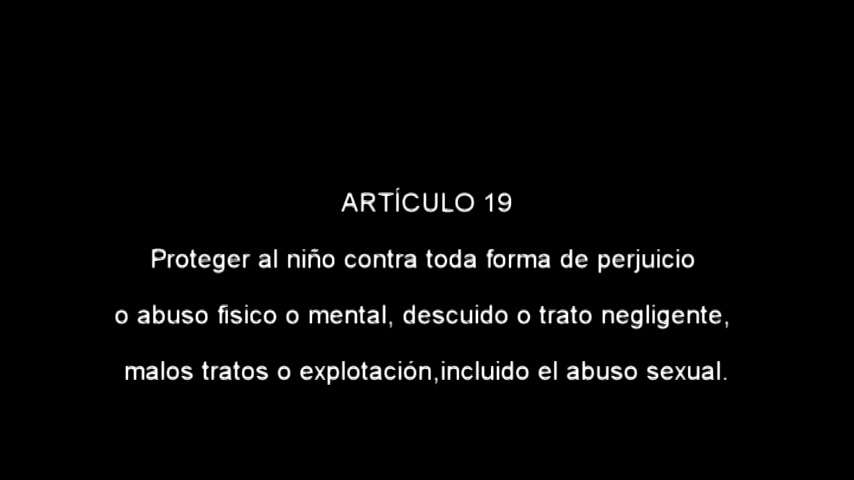 ARTÍCULO 19
Proteger al niño contra toda forma de perjuicio
o abuso fisico o mental, descuido o trato negligente,
malos tratos o explotación,incluido el abuso sexual.